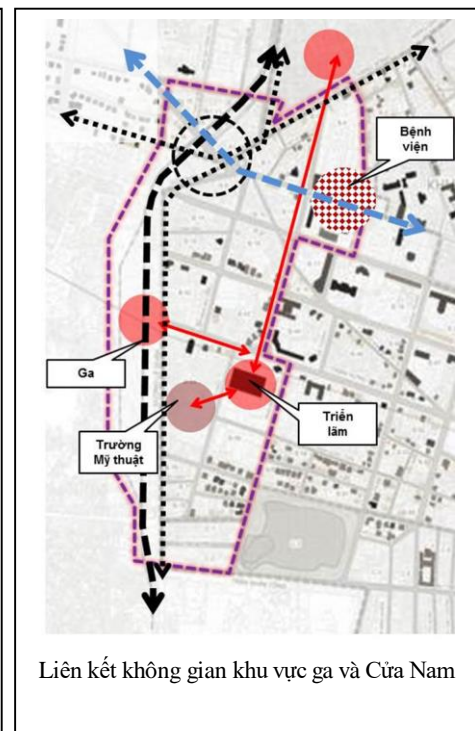 Bệnh
viện
Ga
Triển
lãm
Trường
Mỹ thuật
Liên kết không gian khu vực ga và Cửa Nam